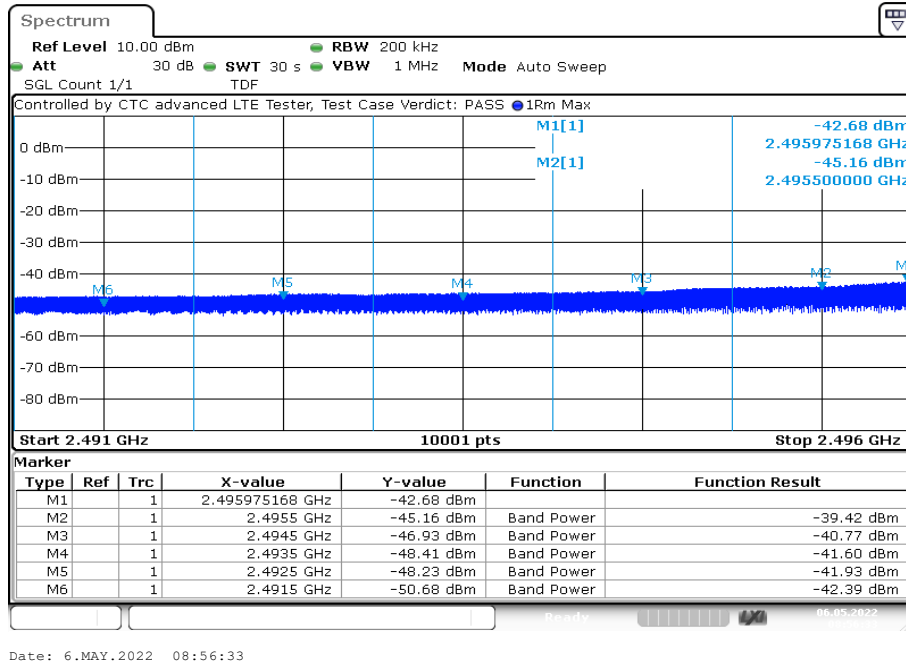 Spectrum
Ref Level 10.00 dBm RBW 200 kHz
Att 30 dB SWT 30 s VBW 1 MHz Mode Auto Sweep
SGL Count 1/1 TDF
Controlled by CTC advanced LTE Tester, Test Case Verdict: PASS 1Rm Max
M1[1] -42.68 dBm
0 dBm 2.495975168 GHz
M2[1] -45.16 dBm
-10 dBm 2.495500000 GHz
-20 dBm
-30 dBm
-40 dBm
M6 M5 M4 M3 M2 M
-60 dBm
-70 dBm
-80 dBm
Start 2.491 GHz 10001 pts Stop 2.496 GHz
Marker
Type Ref Trc X-value Y-value Function Function Result
M1 1 2.495975168 GHz -42.68 dBm
M2 1 2.4955 GHz -45.16 dBm Band Power -39.42 dBm
M3 1 2.4945 GHz -46.93 dBm Band Power -40.77 dBm
M4 1 2.4935 GHz -48.41 dBm Band Power -41.60 dBm
M5 1 2.4925 GHz -48.23 dBm Band Power -41.93 dBm
M6 1 2.4915 GHz -50.68 dBm Band Power -42.39 dBm
Ready LXI 06.05.2022
Date: 6.MAY.2022 08:56:33